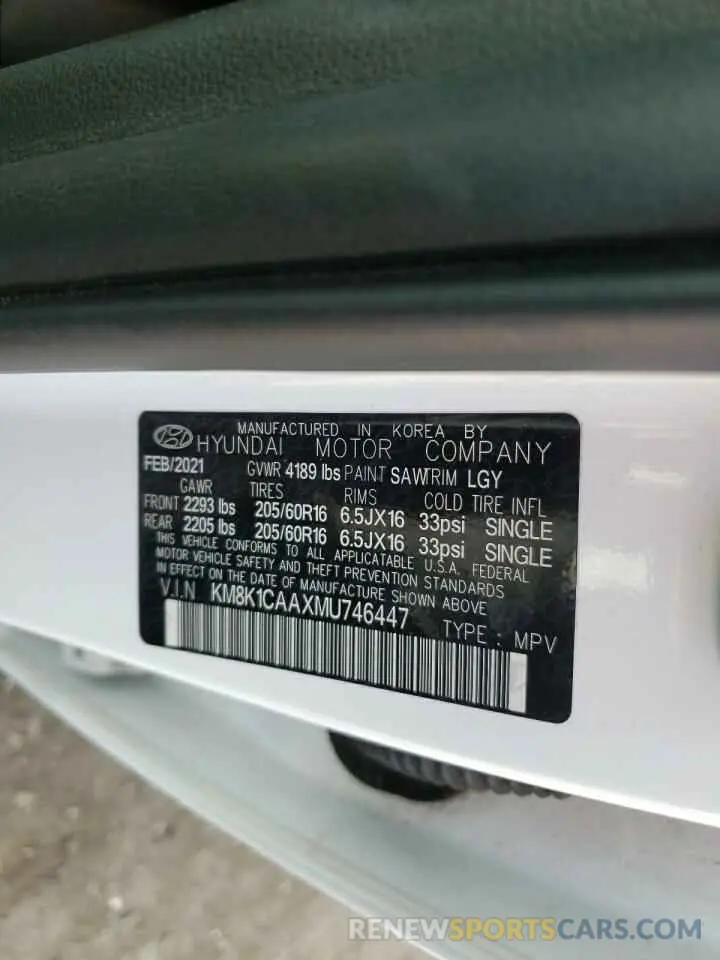 MANUFACTURED IN KOREA BY
HYUNDAI MOTOR COMPANY
FEB/2021 GVWR 4189 lbs PAINT SAW TRIM LGY
GAWR TIRES RIMS COLD TIRE INFL
FRONT 2293 lbs 205/60R16 6.5JX16 33psi SINGLE
REAR 2205 lbs 205/60R16 6.5JX16 33psi SINGLE
THIS VEHICLE CONFORMS TO ALL APPLICATABLE U.S.A. FEDERAL
MOTOR VEHICLE SAFETY AND THEFT PREVENTION STANDARDS
IN EFFECT ON THE DATE OF MANUFACTURE SHOWN ABOVE
V.I.N KM8K1CAAXMU746447
TYPE : MPV
RENEWSPORTSCARS.COM